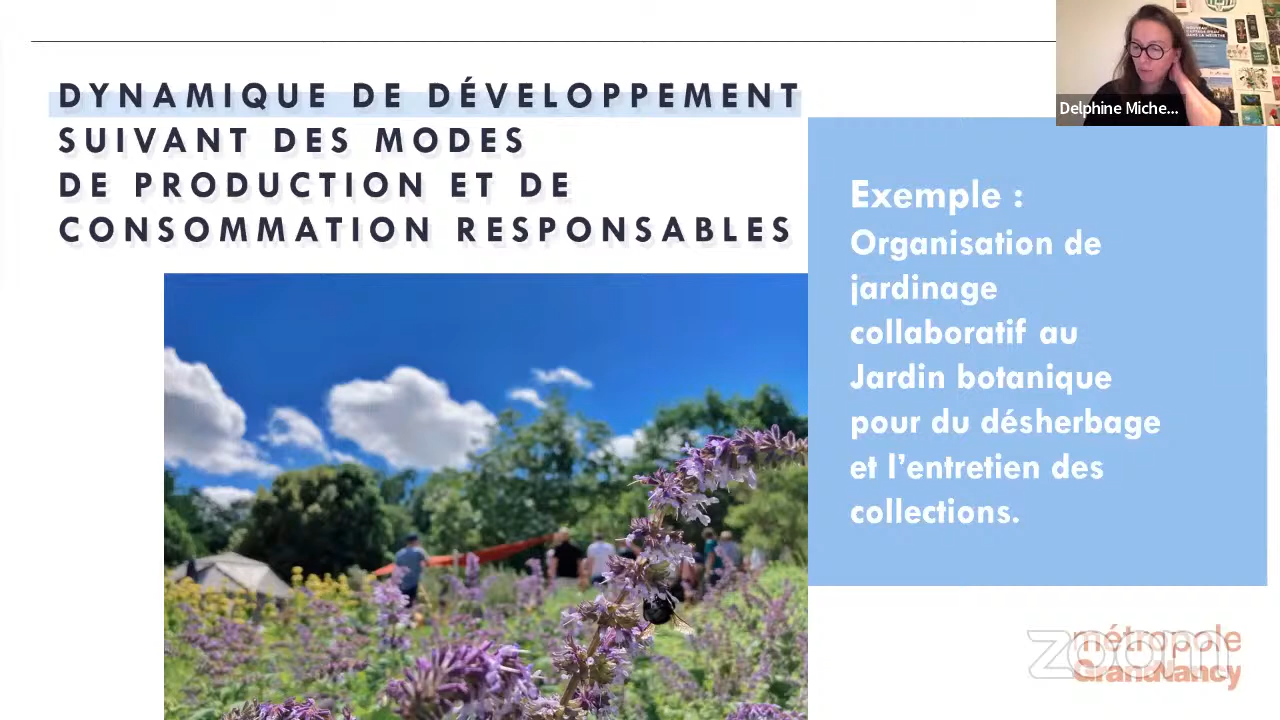 DYNAMIQUE DE DÉVELOPPEMENT
SUIVANT DES MODES
DE PRODUCTION ET DE
CONSOMMATION RESPONSABLES
Delphine Miche...
Exemple :
Organisation de
jardinage
collaboratif au
Jardin botanique
pour du désherbage
et l'entretien des
collections.
zoom
métropole
GrandNancy